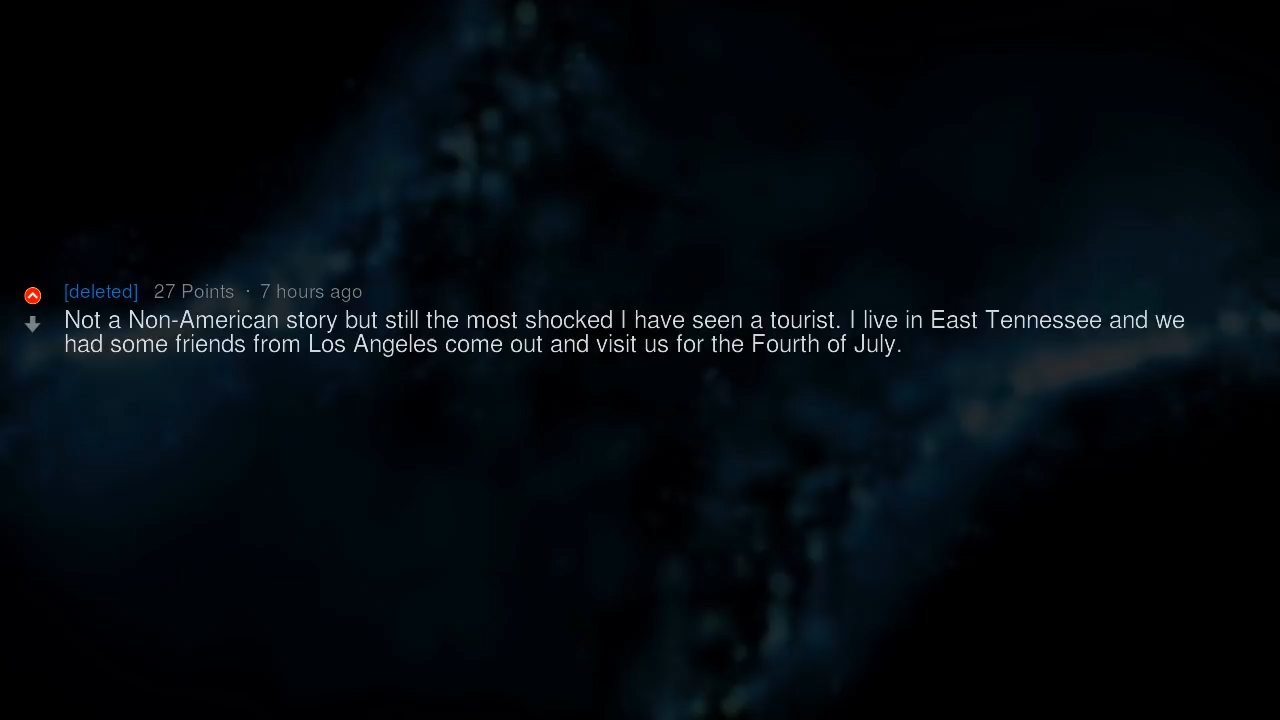 [deleted] 27 Points · 7 hours ago
Not a Non-American story but still the most shocked I have seen a tourist. I live in East Tennessee and we
had some friends from Los Angeles come out and visit us for the Fourth of July.